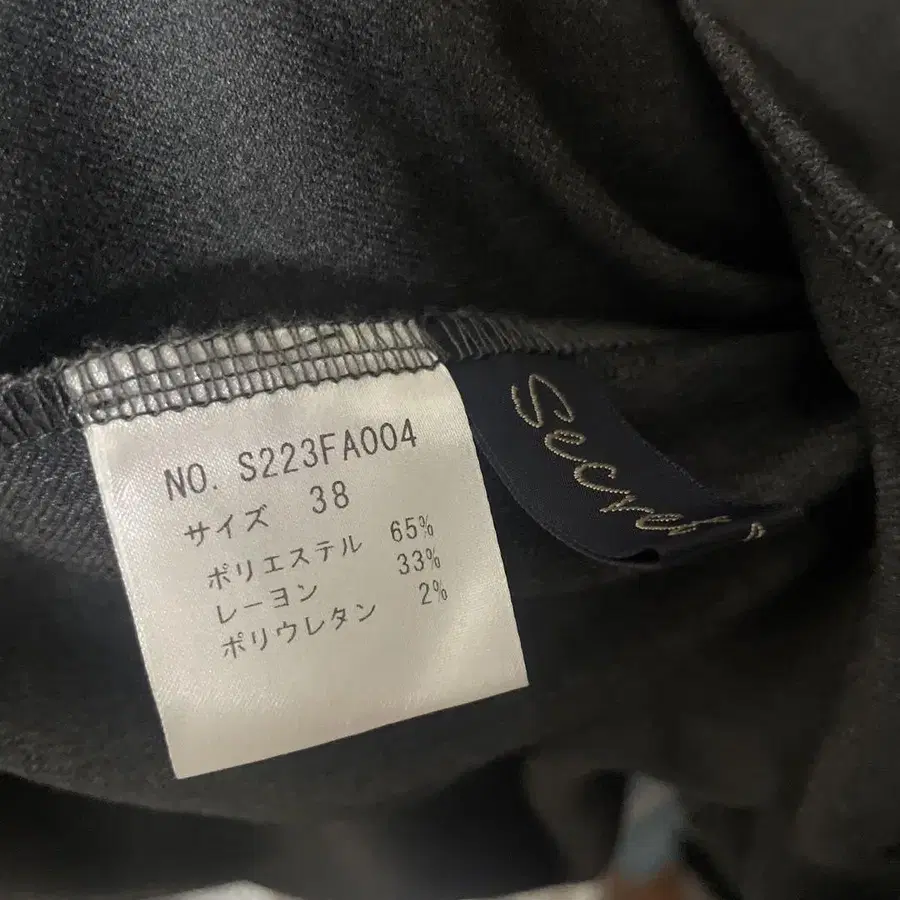 NO. S223FA004
サイズ 38
ポリエステル 65%
レーヨン 33%
ポリウレタン 2%
Secret